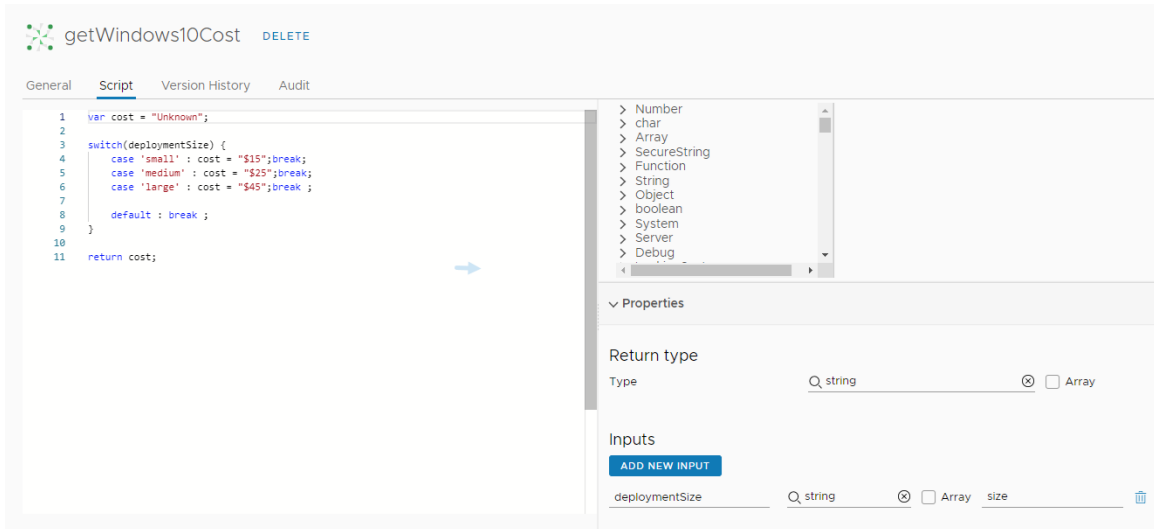 getWindows10Cost DELETE
General Script Version History Audit
1 var cost = "Unknown";
2
3 switch(deploymentSize) {
4 case 'small' : cost = "$15";break;
5 case 'medium' : cost = "$25";break;
6 case 'large' : cost = "$45";break ;
7
8 default : break ;
9 }
10
11 return cost;
Number
char
Array
SecureString
Function
String
Object
boolean
System
Server
Debug
Properties
Return type
Type string Array
Inputs
ADD NEW INPUT
deploymentSize string Array size